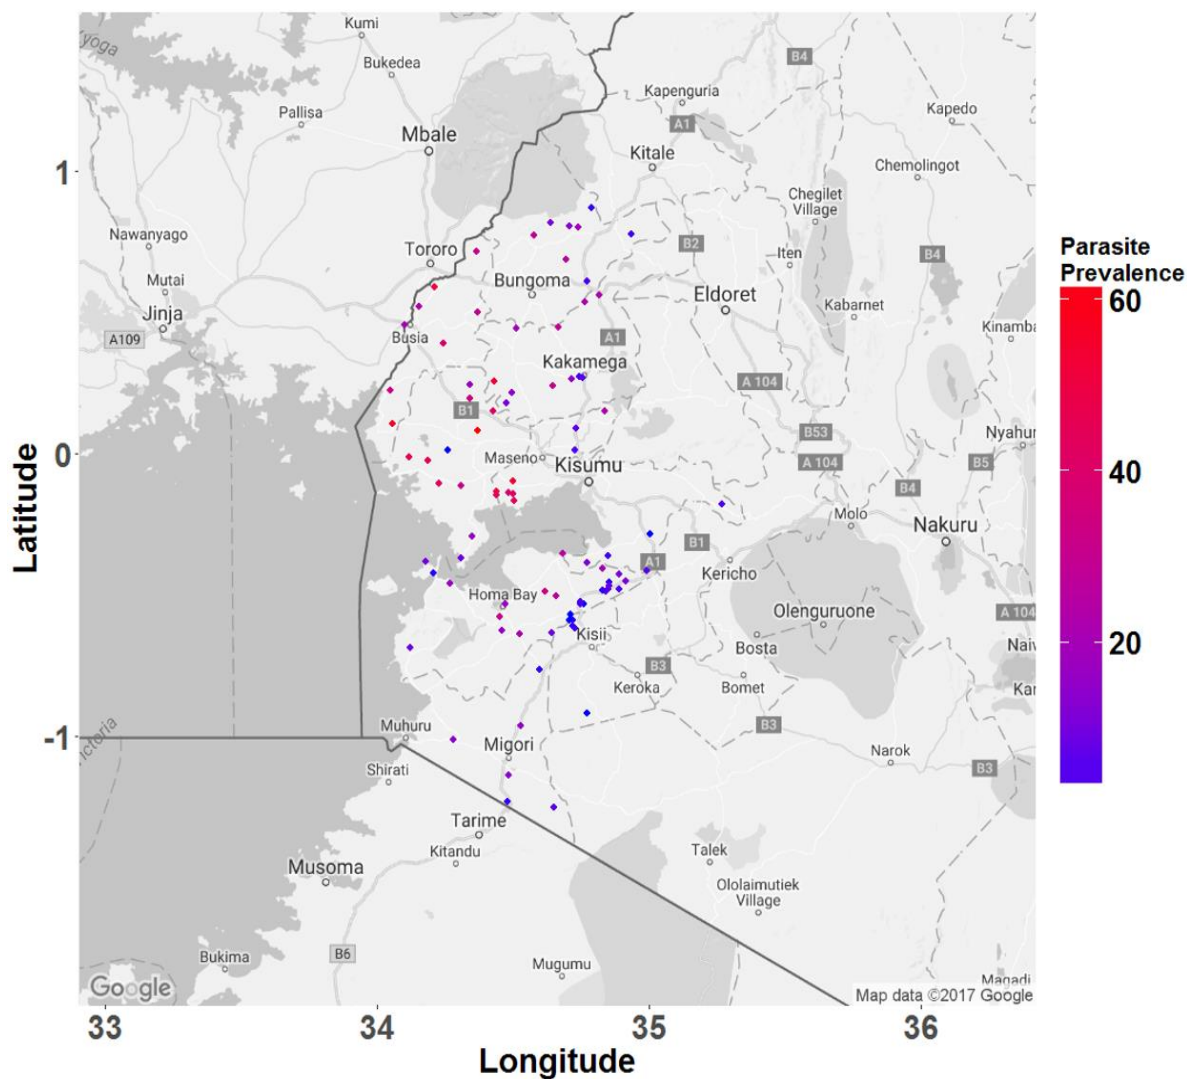 Kumi
yoga
Bukedea
B4
Kapenguria
Kapedo
Pallisa
A1
Mbale
Kitale
Chemolingot
1
Chegilet
Village
Nawanyago
B2
Parasite
Prevalence
Tororo
Iten
B4
Mutai
Bungoma
Eldoret
60
Jinja
Kabarnet
A109
Busia
A1
Kinamba
Kakamega
A 104
B1
B53
Nyahur
0
Maseno
Kisumu
A 104
B5
40
B4
Latitude
Molo
Nakuru
B1
A1
Kericho
Homa Bay
Olenguruone
A 104
Kisii
Bosta
Naiv
20
B3
Keroka
Bomet
Kar
Muhuru
B3
-1
ictoria
Migori
Narok
Shirati
B3
Tarime
Kitandu
Talek
Musoma
Ololaimutiek
Village
B6
Bukima
Mugumu
Magadi
Google
Map data ©2017 Google
33
34
35
36
Longitude